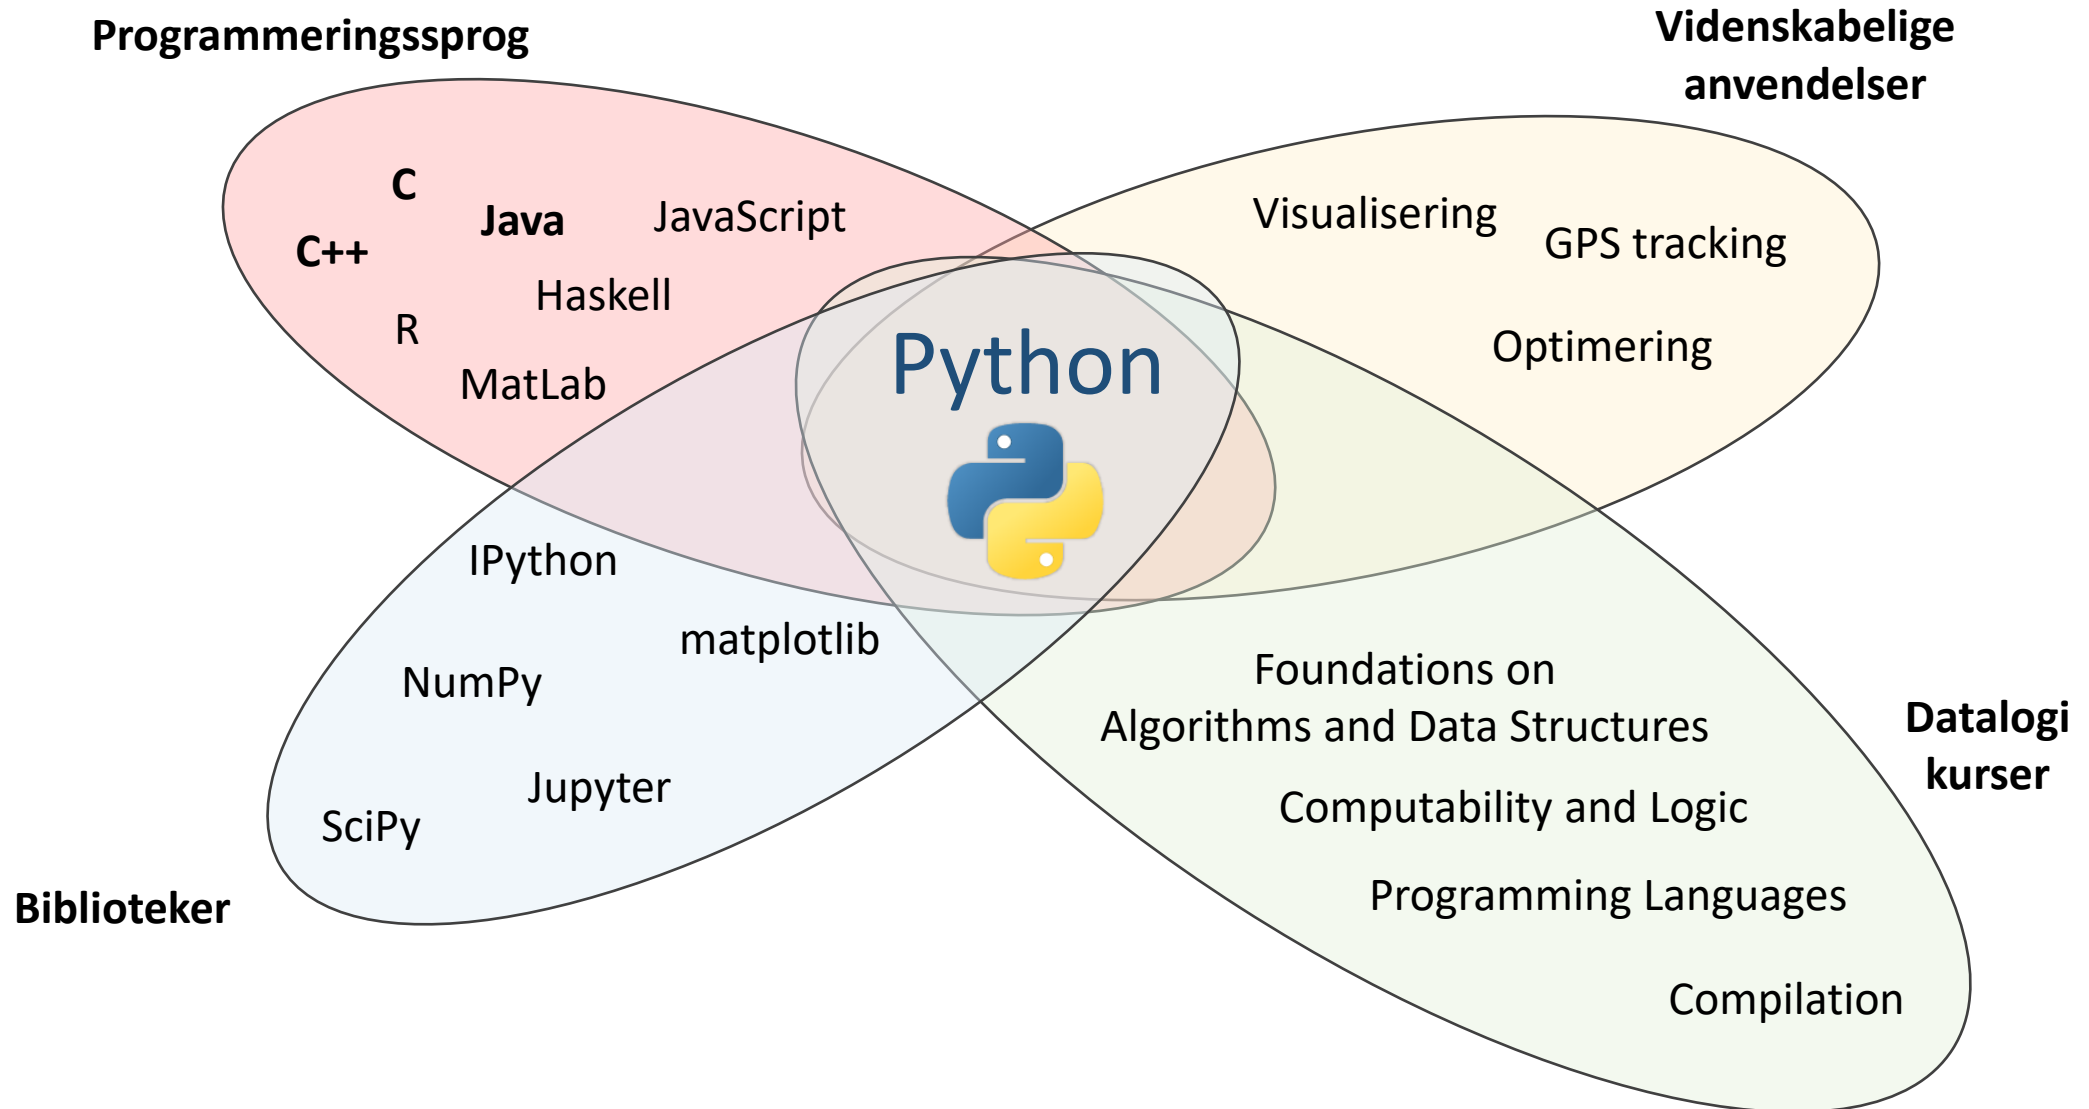 Programmeringssprog
C
C++
Java
JavaScript
Haskell
R
MatLab
Videnskabelige
anvendelser
Visualisering
GPS tracking
Optimering
Python
IPython
matplotlib
NumPy
Jupyter
SciPy
Biblioteker
Foundations on
Algorithms and Data Structures
Computability and Logic
Programming Languages
Compilation
Datalogi
kurser